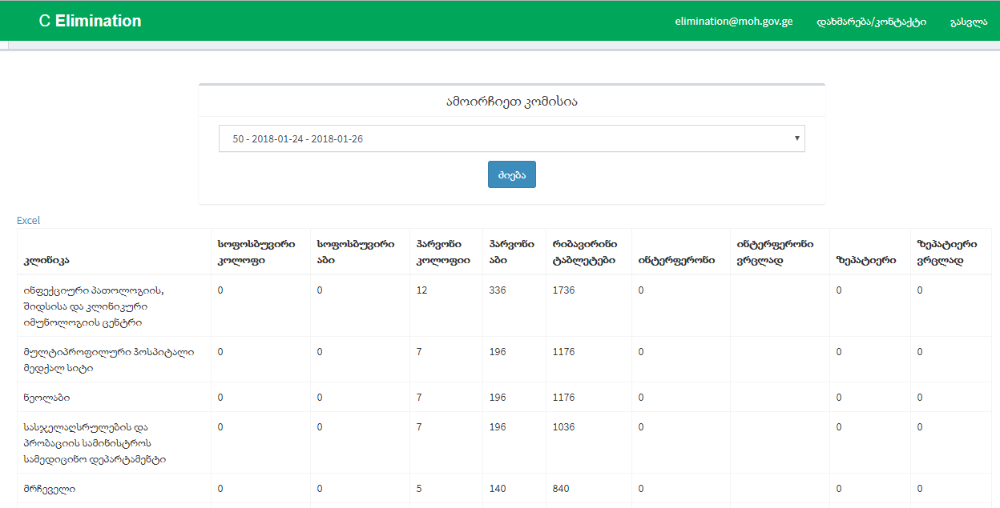 C Elimination
elimination@moh.gov.ge დახმარება/კონტაქტი გასვლა
ამოირჩიეთ კომისია
50 - 2018-01-24 - 2018-01-26
ძიება
Excel
კლინიკა სოფოსბუვირი კოლოფი სოფოსბუვირი აბი ჰარვონი კოლოფიი ჰარვონი აბი რიბავირინი ტაბლეტები ინტერფერონი ინტერფერონი ვრცლად ზეპატიერი ზეპატიერი ვრცლად
ინფექციური პათოლოგიის,
შიდსისა და კლინიკური
იმუნოლოგიის ცენტრი
0 0 12 336 1736 0 0 0
მულტიპროფილური ჰოსპიტალი
მედქალ სიტი
0 0 7 196 1176 0 0 0
ნეოლაბი 0 0 7 196 1176 0 0 0
სასჯელაღსრულების და
პრობაციის სამინისტროს
სამედიცინო დეპარტამენტი
0 0 7 196 1036 0 0 0
მრჩეველი 0 0 5 140 840 0 0 0